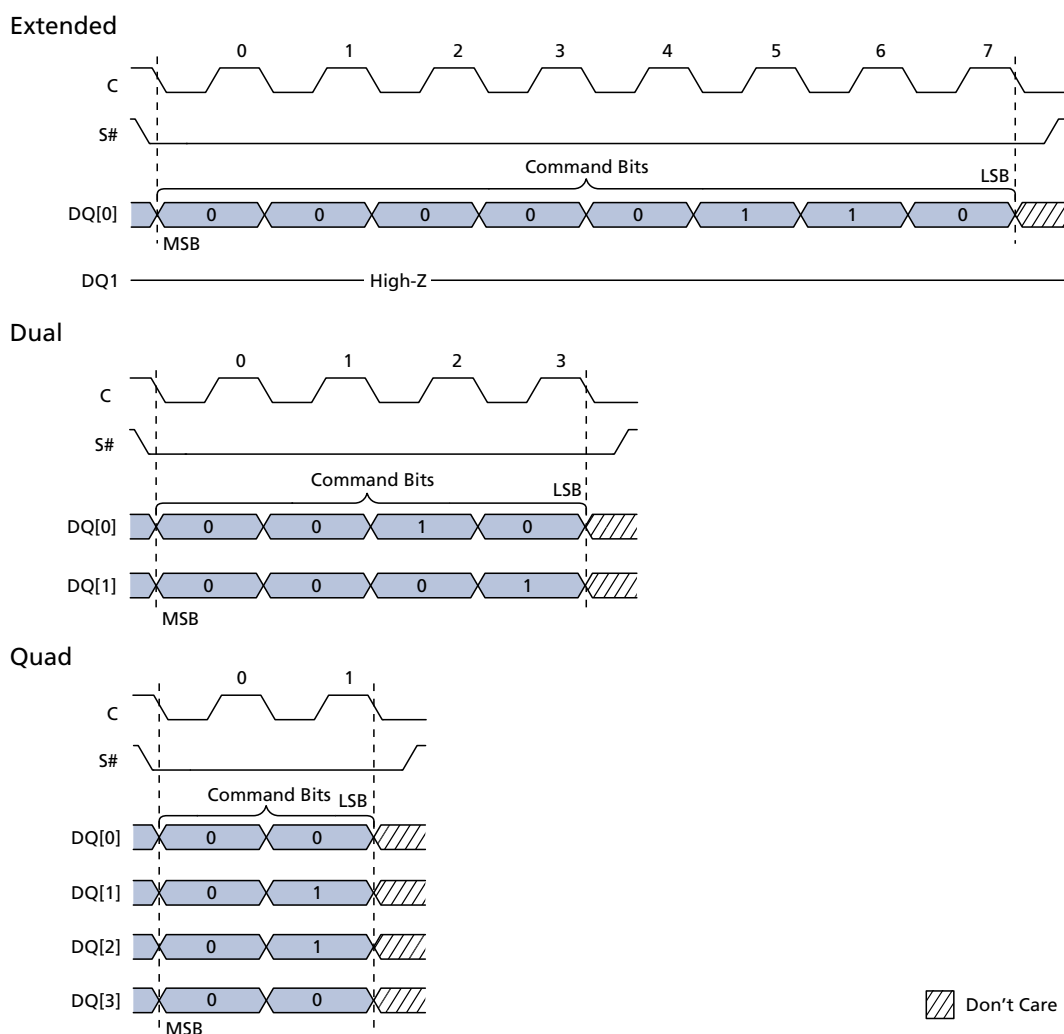 Extended
0 1 2 3 4 5 6 7
C
S#
Command Bits
LSB
DQ[0] 0 0 0 0 0 1 1 0
MSB
DQ1 High-Z
Dual
0 1 2 3
C
S#
Command Bits
LSB
DQ[0] 0 0 1 0
DQ[1] 0 0 0 1
MSB
Quad
0 1
C
S#
Command Bits LSB
DQ[0] 0 0
DQ[1] 0 1
DQ[2] 0 1
DQ[3] 0 0
MSB
Don't Care